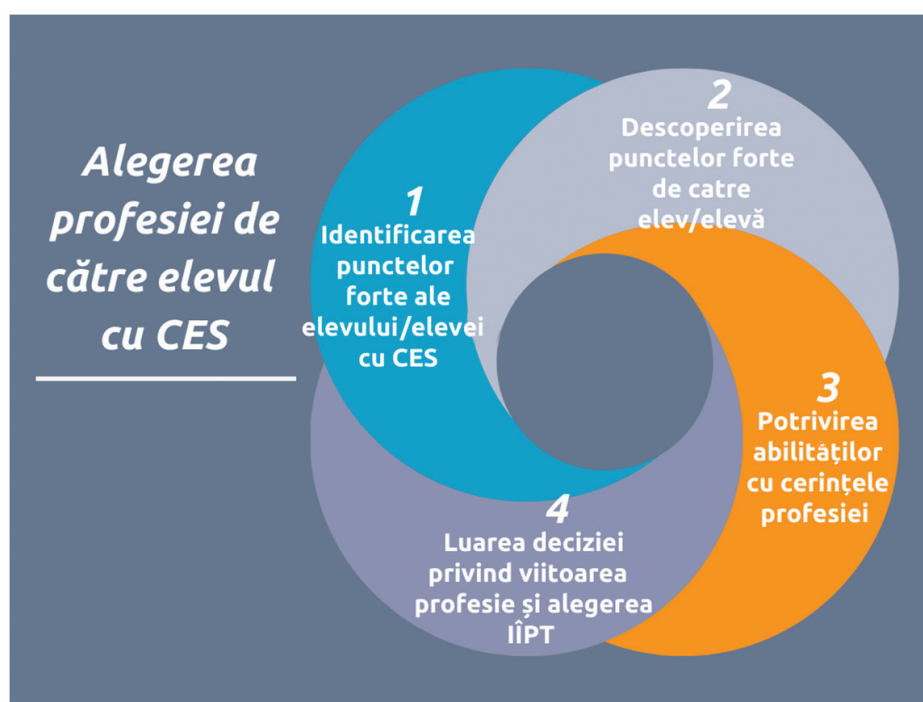 Alegerea
profesiei de
către elevul
cu CES
1
Identificarea
punctelor
forte ale
elevului/elevei
cu CES
2
Descoperirea
punctelor forte
de catre
elev/elevă
3
Potrivirea
abilităților
cu cerințele
profesiei
4
Luarea deciziei
privind viitoarea
profesie și alegerea
IÎPT